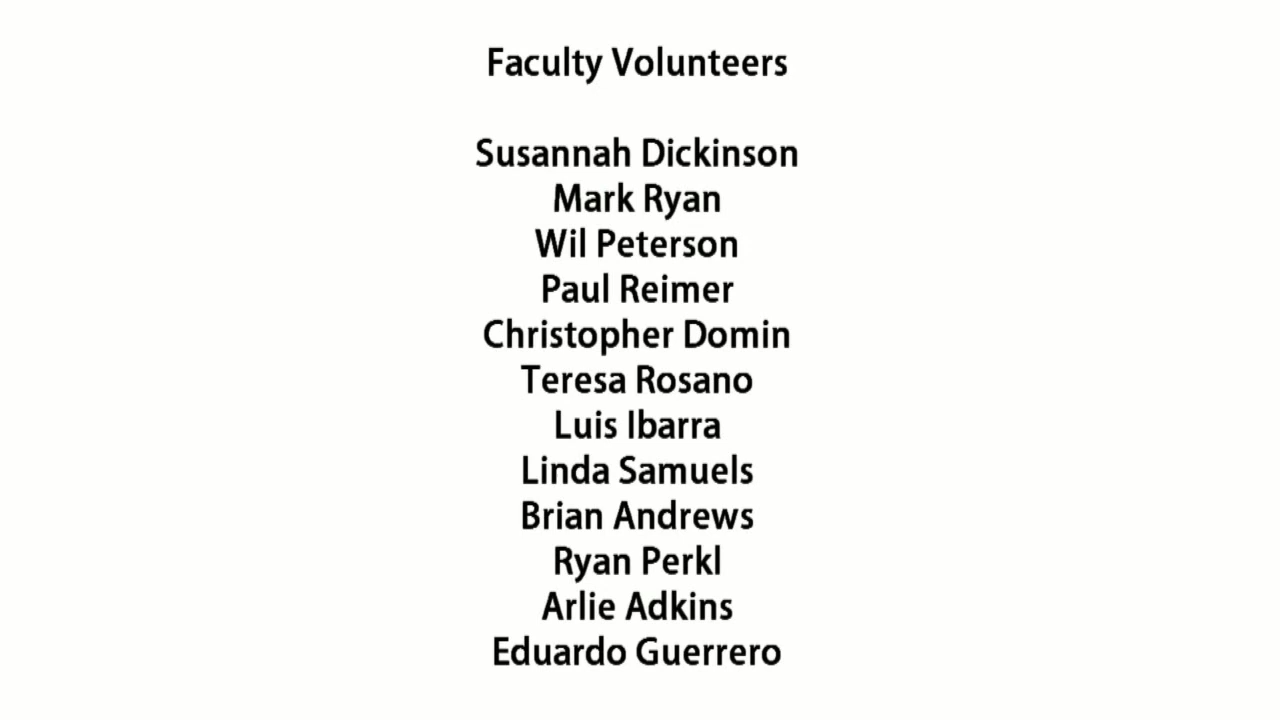 Faculty Volunteers
Susannah Dickinson
Mark Ryan
Wil Peterson
Paul Reimer
Christopher Domin
Teresa Rosano
Luis Ibarra
Linda Samuels
Brian Andrews
Ryan Perkl
Arlie Adkins
Eduardo Guerrero